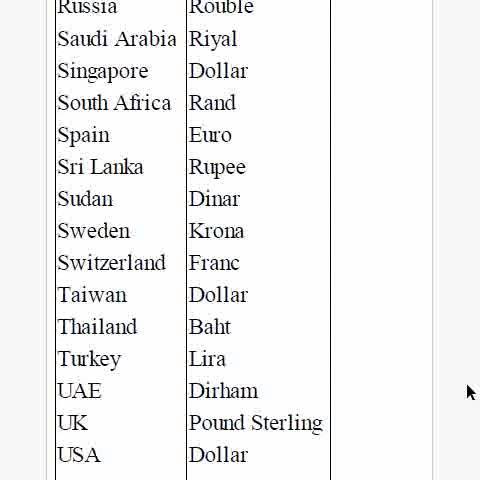 Russia Rouble
Saudi Arabia Riyal
Singapore Dollar
South Africa Rand
Spain Euro
Sri Lanka Rupee
Sudan Dinar
Sweden Krona
Switzerland Franc
Taiwan Dollar
Thailand Baht
Turkey Lira
UAE Dirham
UK Pound Sterling
USA Dollar